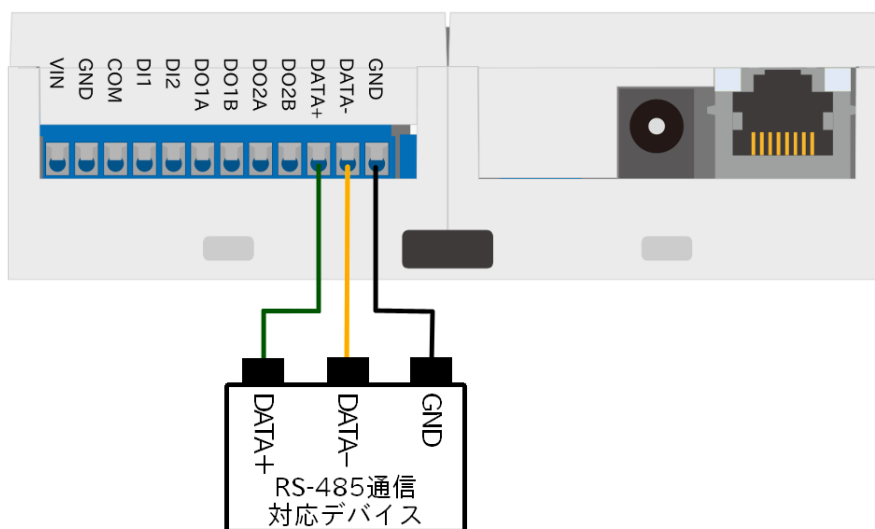 VIN
GND
COM
DI1
DI2
DO1A
DO1B
DO2A
DO2B
DATA+
DATA-
GND
DATA+
DATA-
GND
RS-485通信
対応デバイス